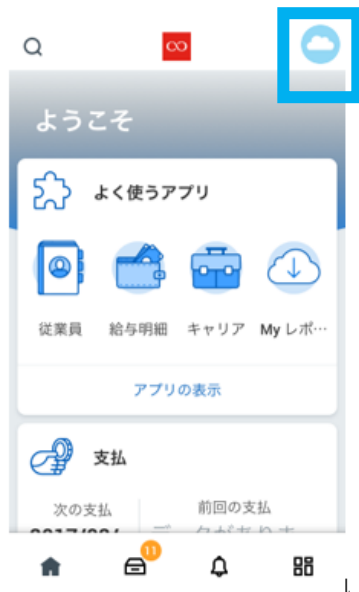 ようこそ
よく使うアプリ
従業員 給与明細 キャリア My レポ…
アプリの表示
支払
次の支払 前回の支払
11